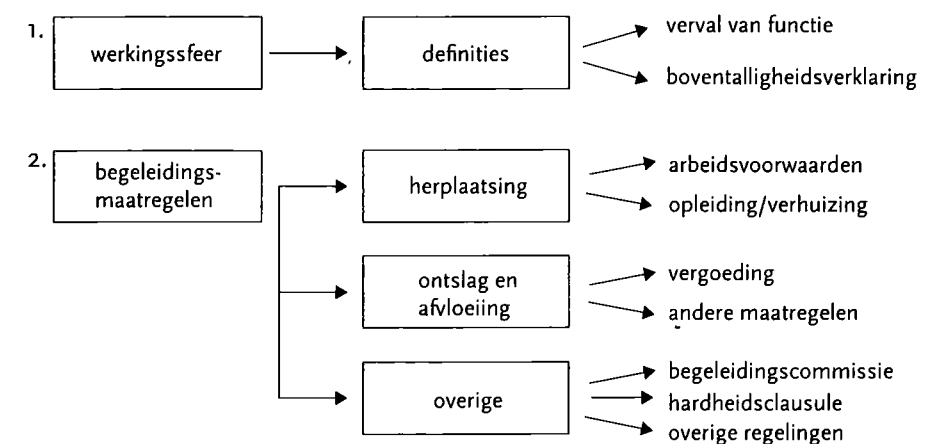 1.
werkingssfeer
definities
verval van functie
boventalligheidsverklaring
2.
begeleidings-
maatregelen
herplaatsing
arbeidsvoorwaarden
opleiding/verhuizing
ontslag en
afvloeiing
vergoeding
andere maatregelen
overige
begeleidingscommissie
hardheidsclausule
overige regelingen